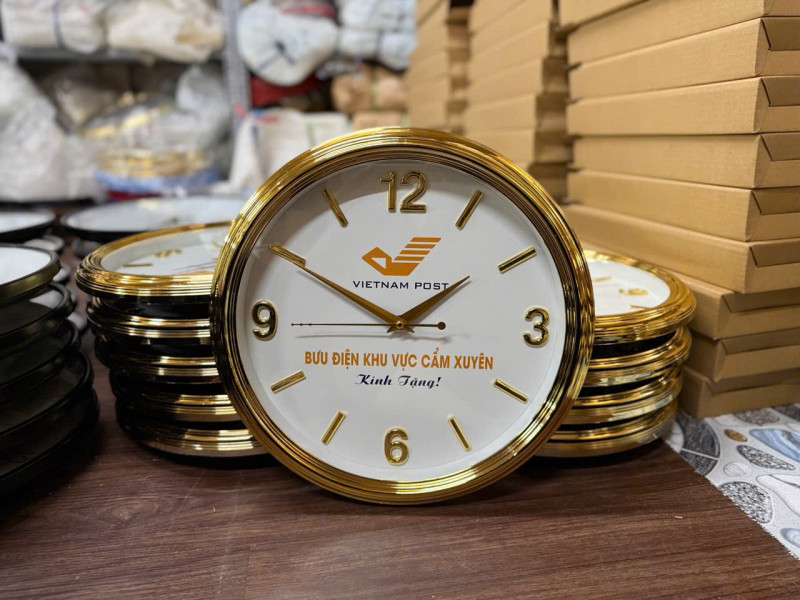 12
VIETNAM POST
9
3
BƯU ĐIỆN KHU VỰC CẨM XUYÊN
Kính Tặng!
6